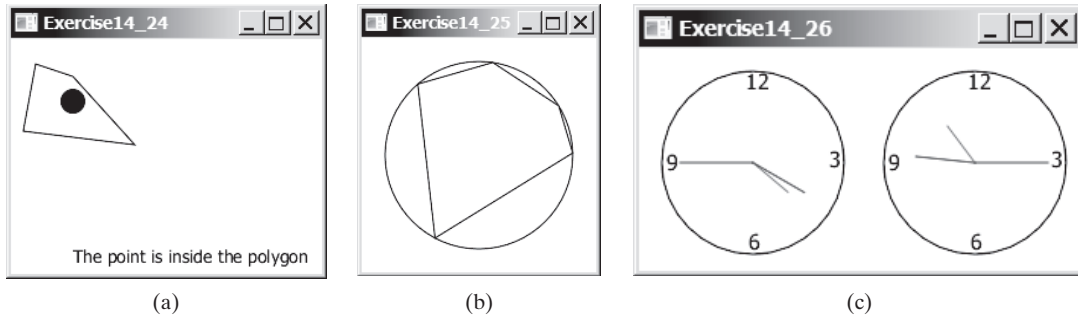 Exercise14_24
Exercise14_25
Exercise14_26
12
9
3
6
12
9
3
6
The point is inside the polygon
(a)
(b)
(c)